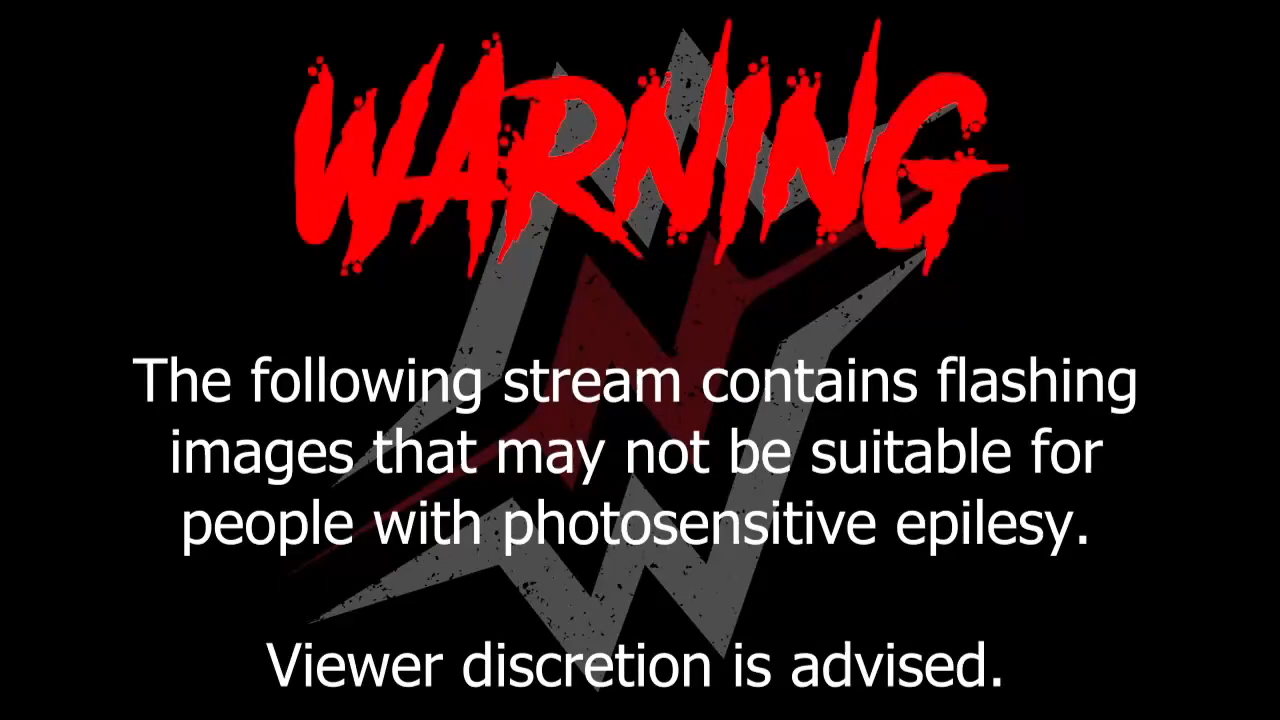 WARNING
The following stream contains flashing
images that may not be suitable for
people with photosensitive epilesy.
Viewer discretion is advised.